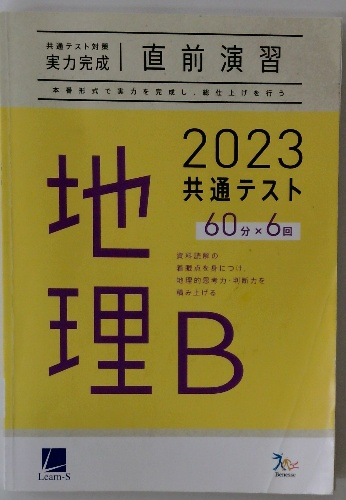 共通テスト対策
実力完成
直前演習
本番形式で実力を完成し、総仕上げを行う
2023
共通テスト
60分×6回
資料読解の
着眼点を身につけ、
地理的思考力・判断力を
積み上げる
地理B
Learn-S
Benesse